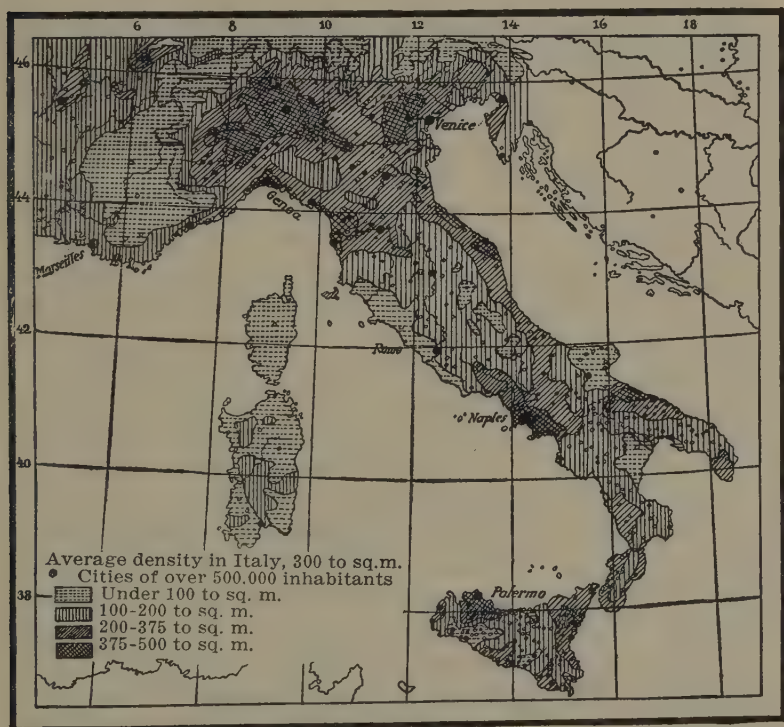 6 8 10 12 14 16 18
46
Venice
44
Genoa
Marseilles
42
Rome
Naples
40
Average density in Italy, 300 to sq.m.
Cities of over 500.000 inhabitants
38
Under 100 to sq. m.
Palermo
100-200 to sq. m.
200-375 to sq. m.
375-500 to sq. m.